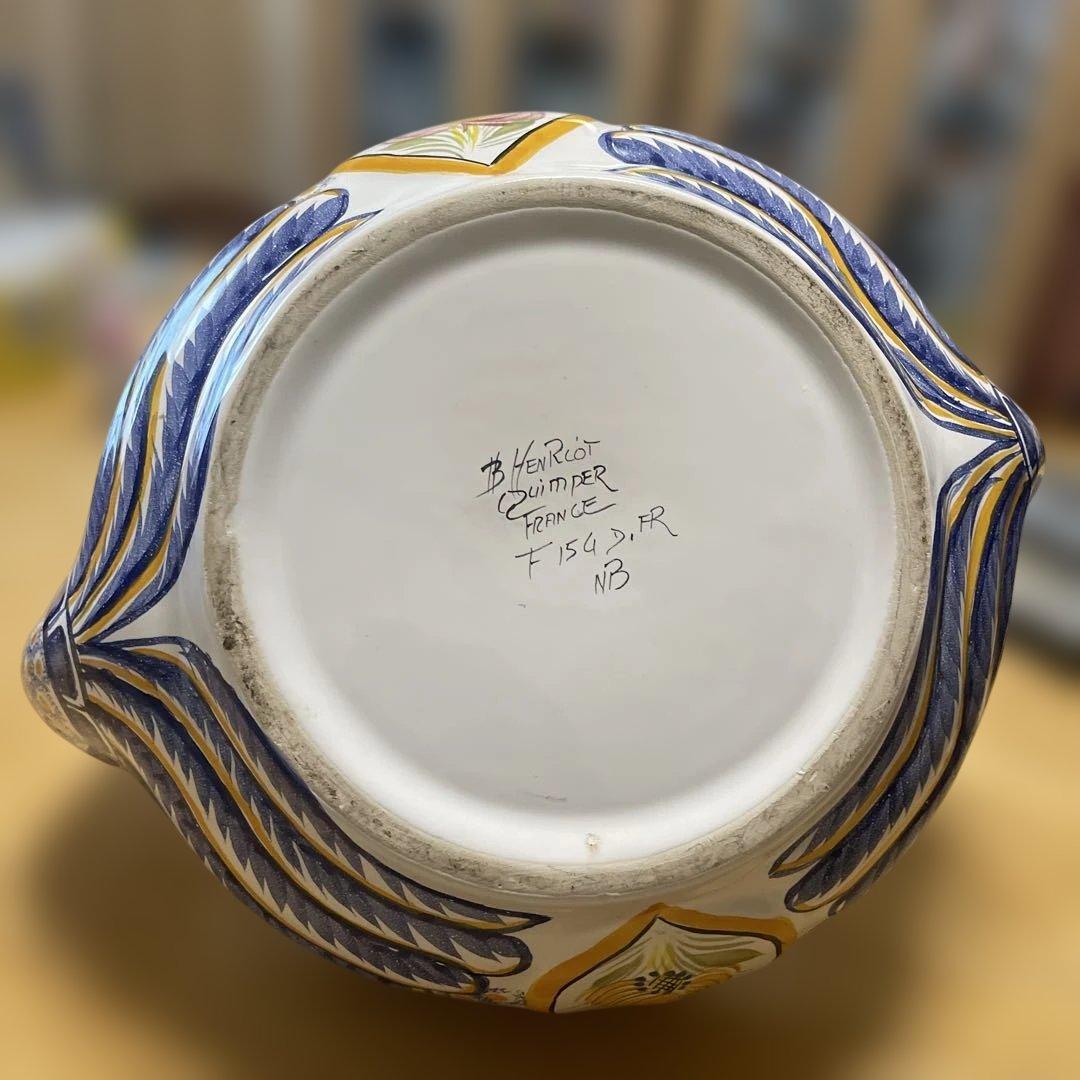 HB HENRIOT
QUIMPER
FRANCE
F 154 D. FR
NB